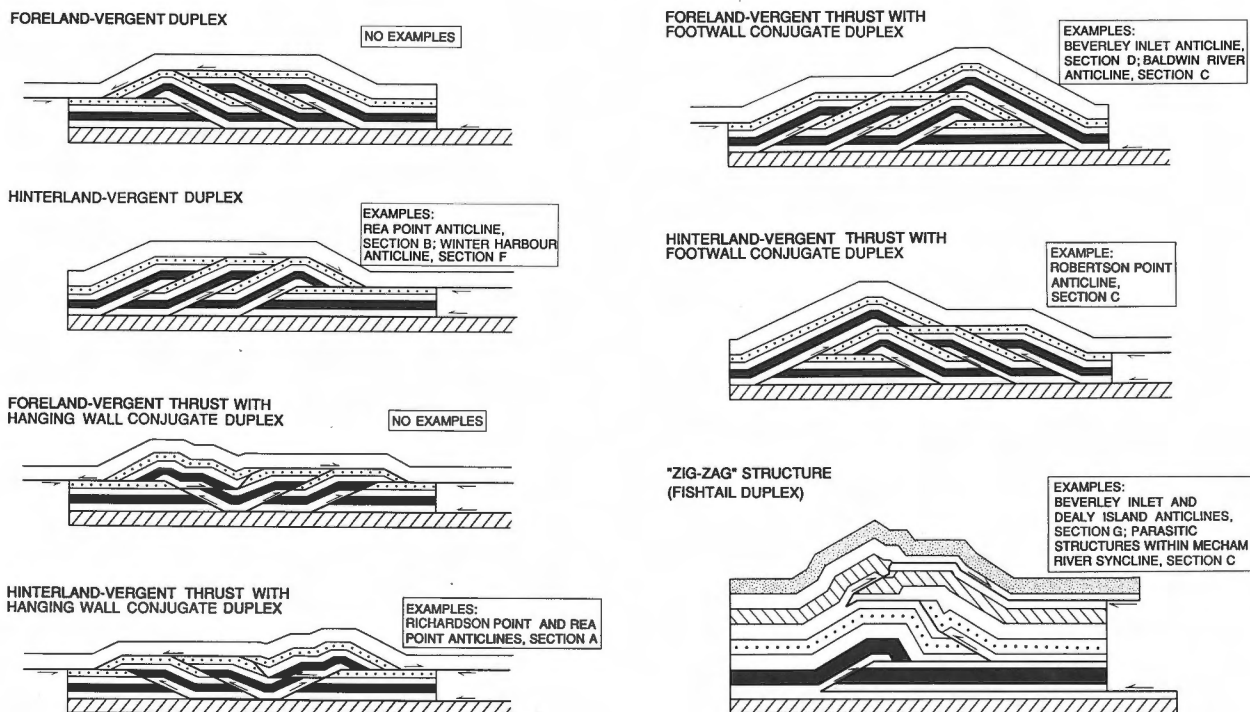 FORELAND-VERGENT DUPLEX
NO EXAMPLES
HINTERLAND-VERGENT DUPLEX
EXAMPLES:
REA POINT ANTICLINE,
SECTION B; WINTER HARBOUR
ANTICLINE, SECTION F
FORELAND-VERGENT THRUST WITH
HANGING WALL CONJUGATE DUPLEX
NO EXAMPLES
HINTERLAND-VERGENT THRUST WITH
HANGING WALL CONJUGATE DUPLEX
EXAMPLES:
RICHARDSON POINT AND REA
POINT ANTICLINES, SECTION A
FORELAND-VERGENT THRUST WITH
FOOTWALL CONJUGATE DUPLEX
EXAMPLES:
BEVERLEY INLET ANTICLINE,
SECTION D; BALDWIN RIVER
ANTICLINE, SECTION C
HINTERLAND-VERGENT THRUST WITH
FOOTWALL CONJUGATE DUPLEX
EXAMPLE:
ROBERTSON POINT
ANTICLINE,
SECTION C
"ZIG-ZAG" STRUCTURE
(FISHTAIL DUPLEX)
EXAMPLES:
BEVERLEY INLET AND
DEALY ISLAND ANTICLINES,
SECTION G; PARASITIC
STRUCTURES WITHIN MECHAM
RIVER SYNCLINE, SECTION C